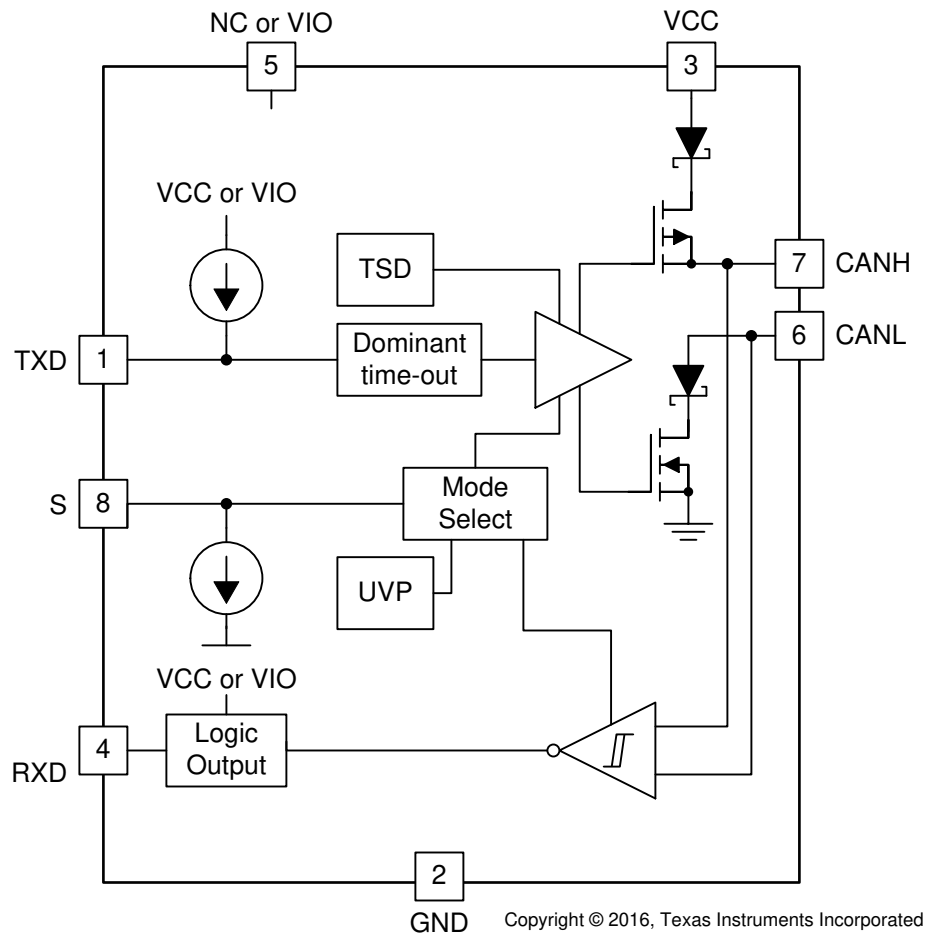 NC or VIO
VCC
5
3
VCC or VIO
TSD
7
CANH
TXD
1
Dominant
time-out
6
CANL
S
8
Mode
Select
UVP
VCC or VIO
Logic
Output
4
RXD
2
GND
Copyright © 2016, Texas Instruments Incorporated